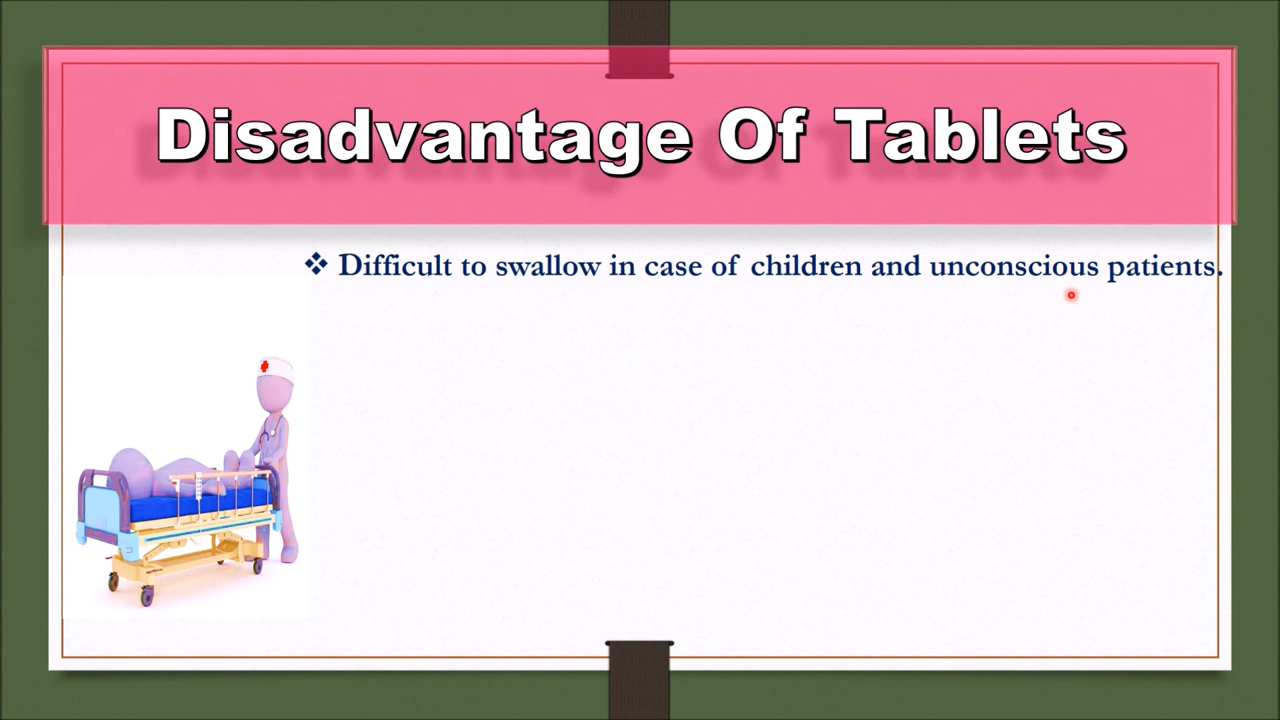 Disadvantage Of Tablets
❖ Difficult to swallow in case of children and unconscious patients.